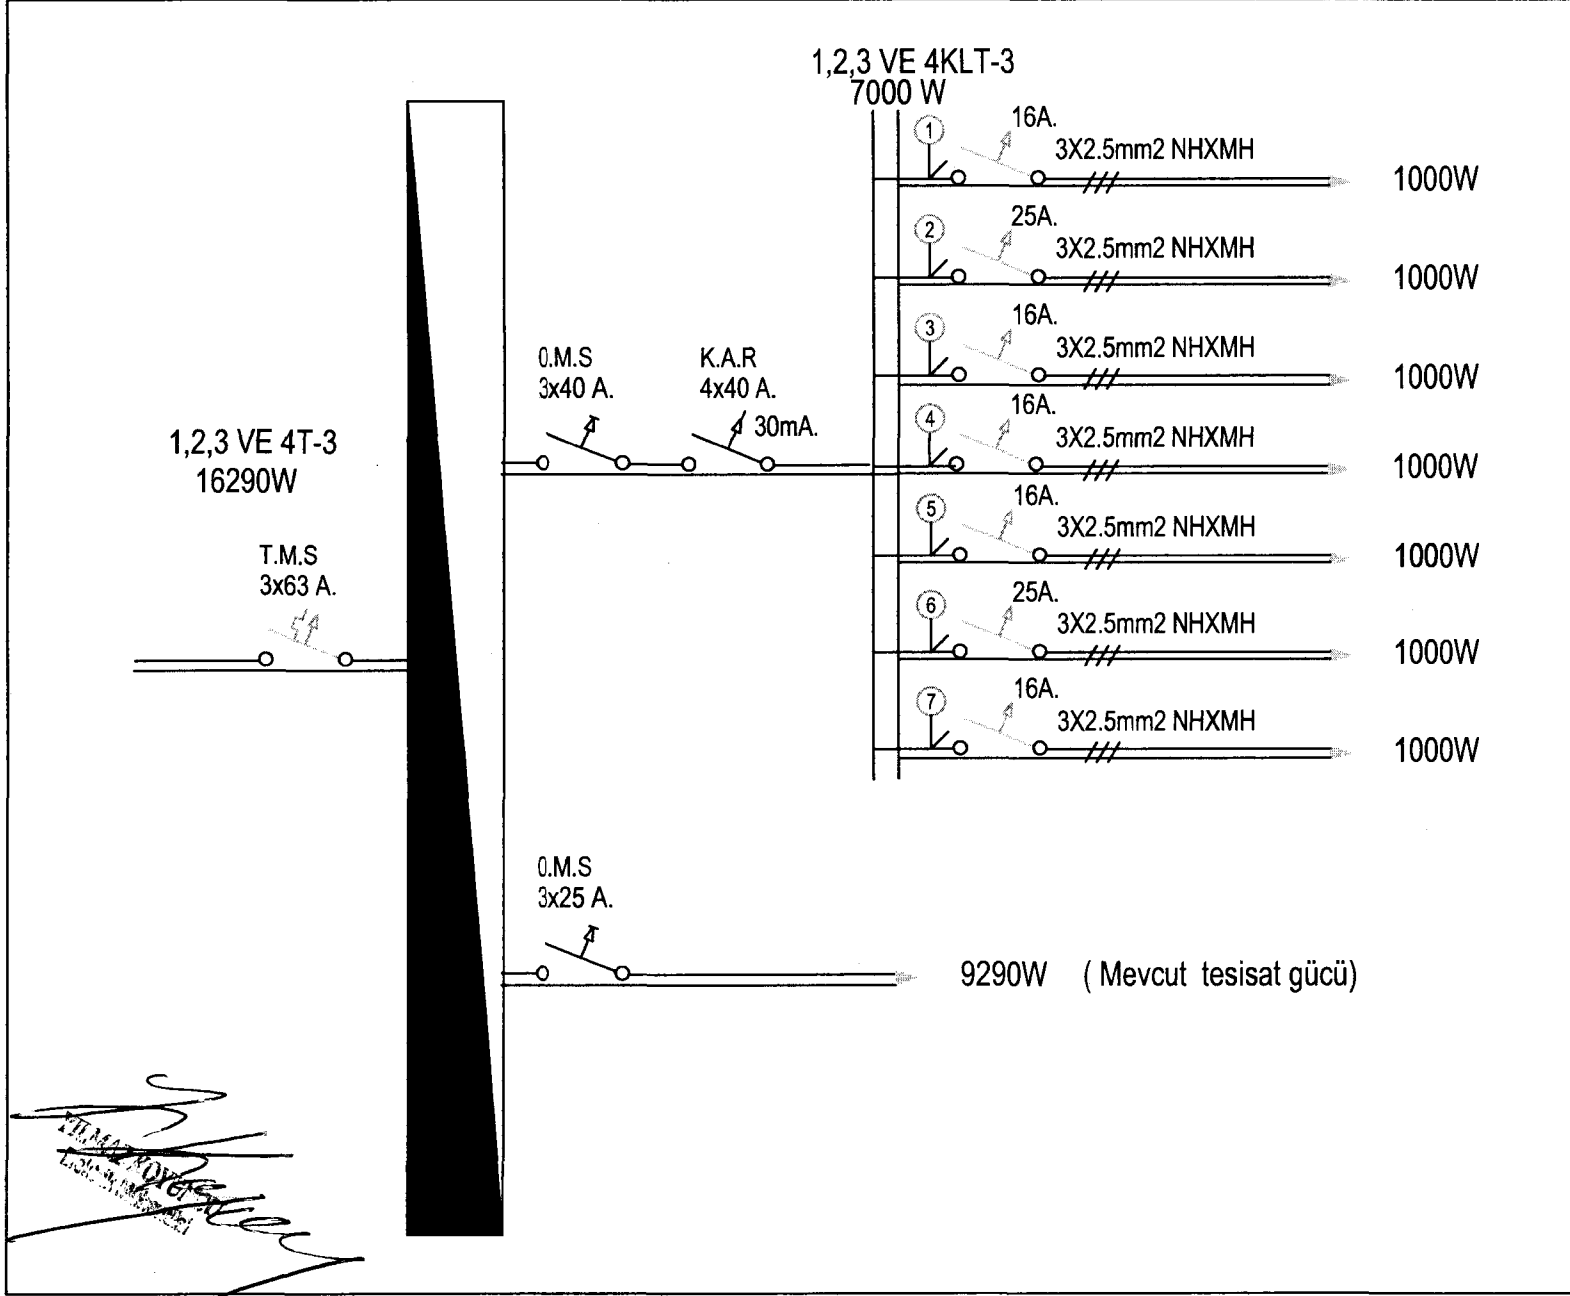 1,2,3 VE 4KLT-3
7000 W
1
16A.
3X2.5mm2 NHXMH
1000W
2
25A.
3X2.5mm2 NHXMH
1000W
3
16A.
3X2.5mm2 NHXMH
1000W
4
16A.
3X2.5mm2 NHXMH
1000W
5
16A.
3X2.5mm2 NHXMH
1000W
6
25A.
3X2.5mm2 NHXMH
1000W
7
16A.
3X2.5mm2 NHXMH
1000W
0.M.S
3x40 A.
K.A.R
4x40 A.
30mA.
1,2,3 VE 4T-3
16290W
T.M.S
3x63 A.
0.M.S
3x25 A.
9290W ( Mevcut tesisat gücü)